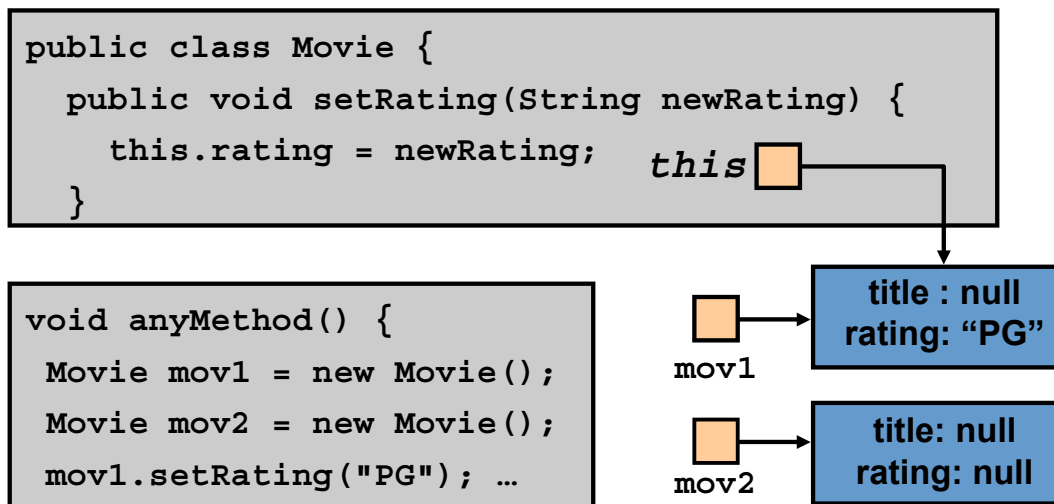 public class Movie {
public void setRating(String newRating) {
this.rating = newRating;
this
}
void anyMethod() {
Movie mov1 = new Movie();
Movie mov2 = new Movie();
mov1.setRating("PG"); …
mov1
title : null
rating: “PG”
mov2
title: null
rating: null